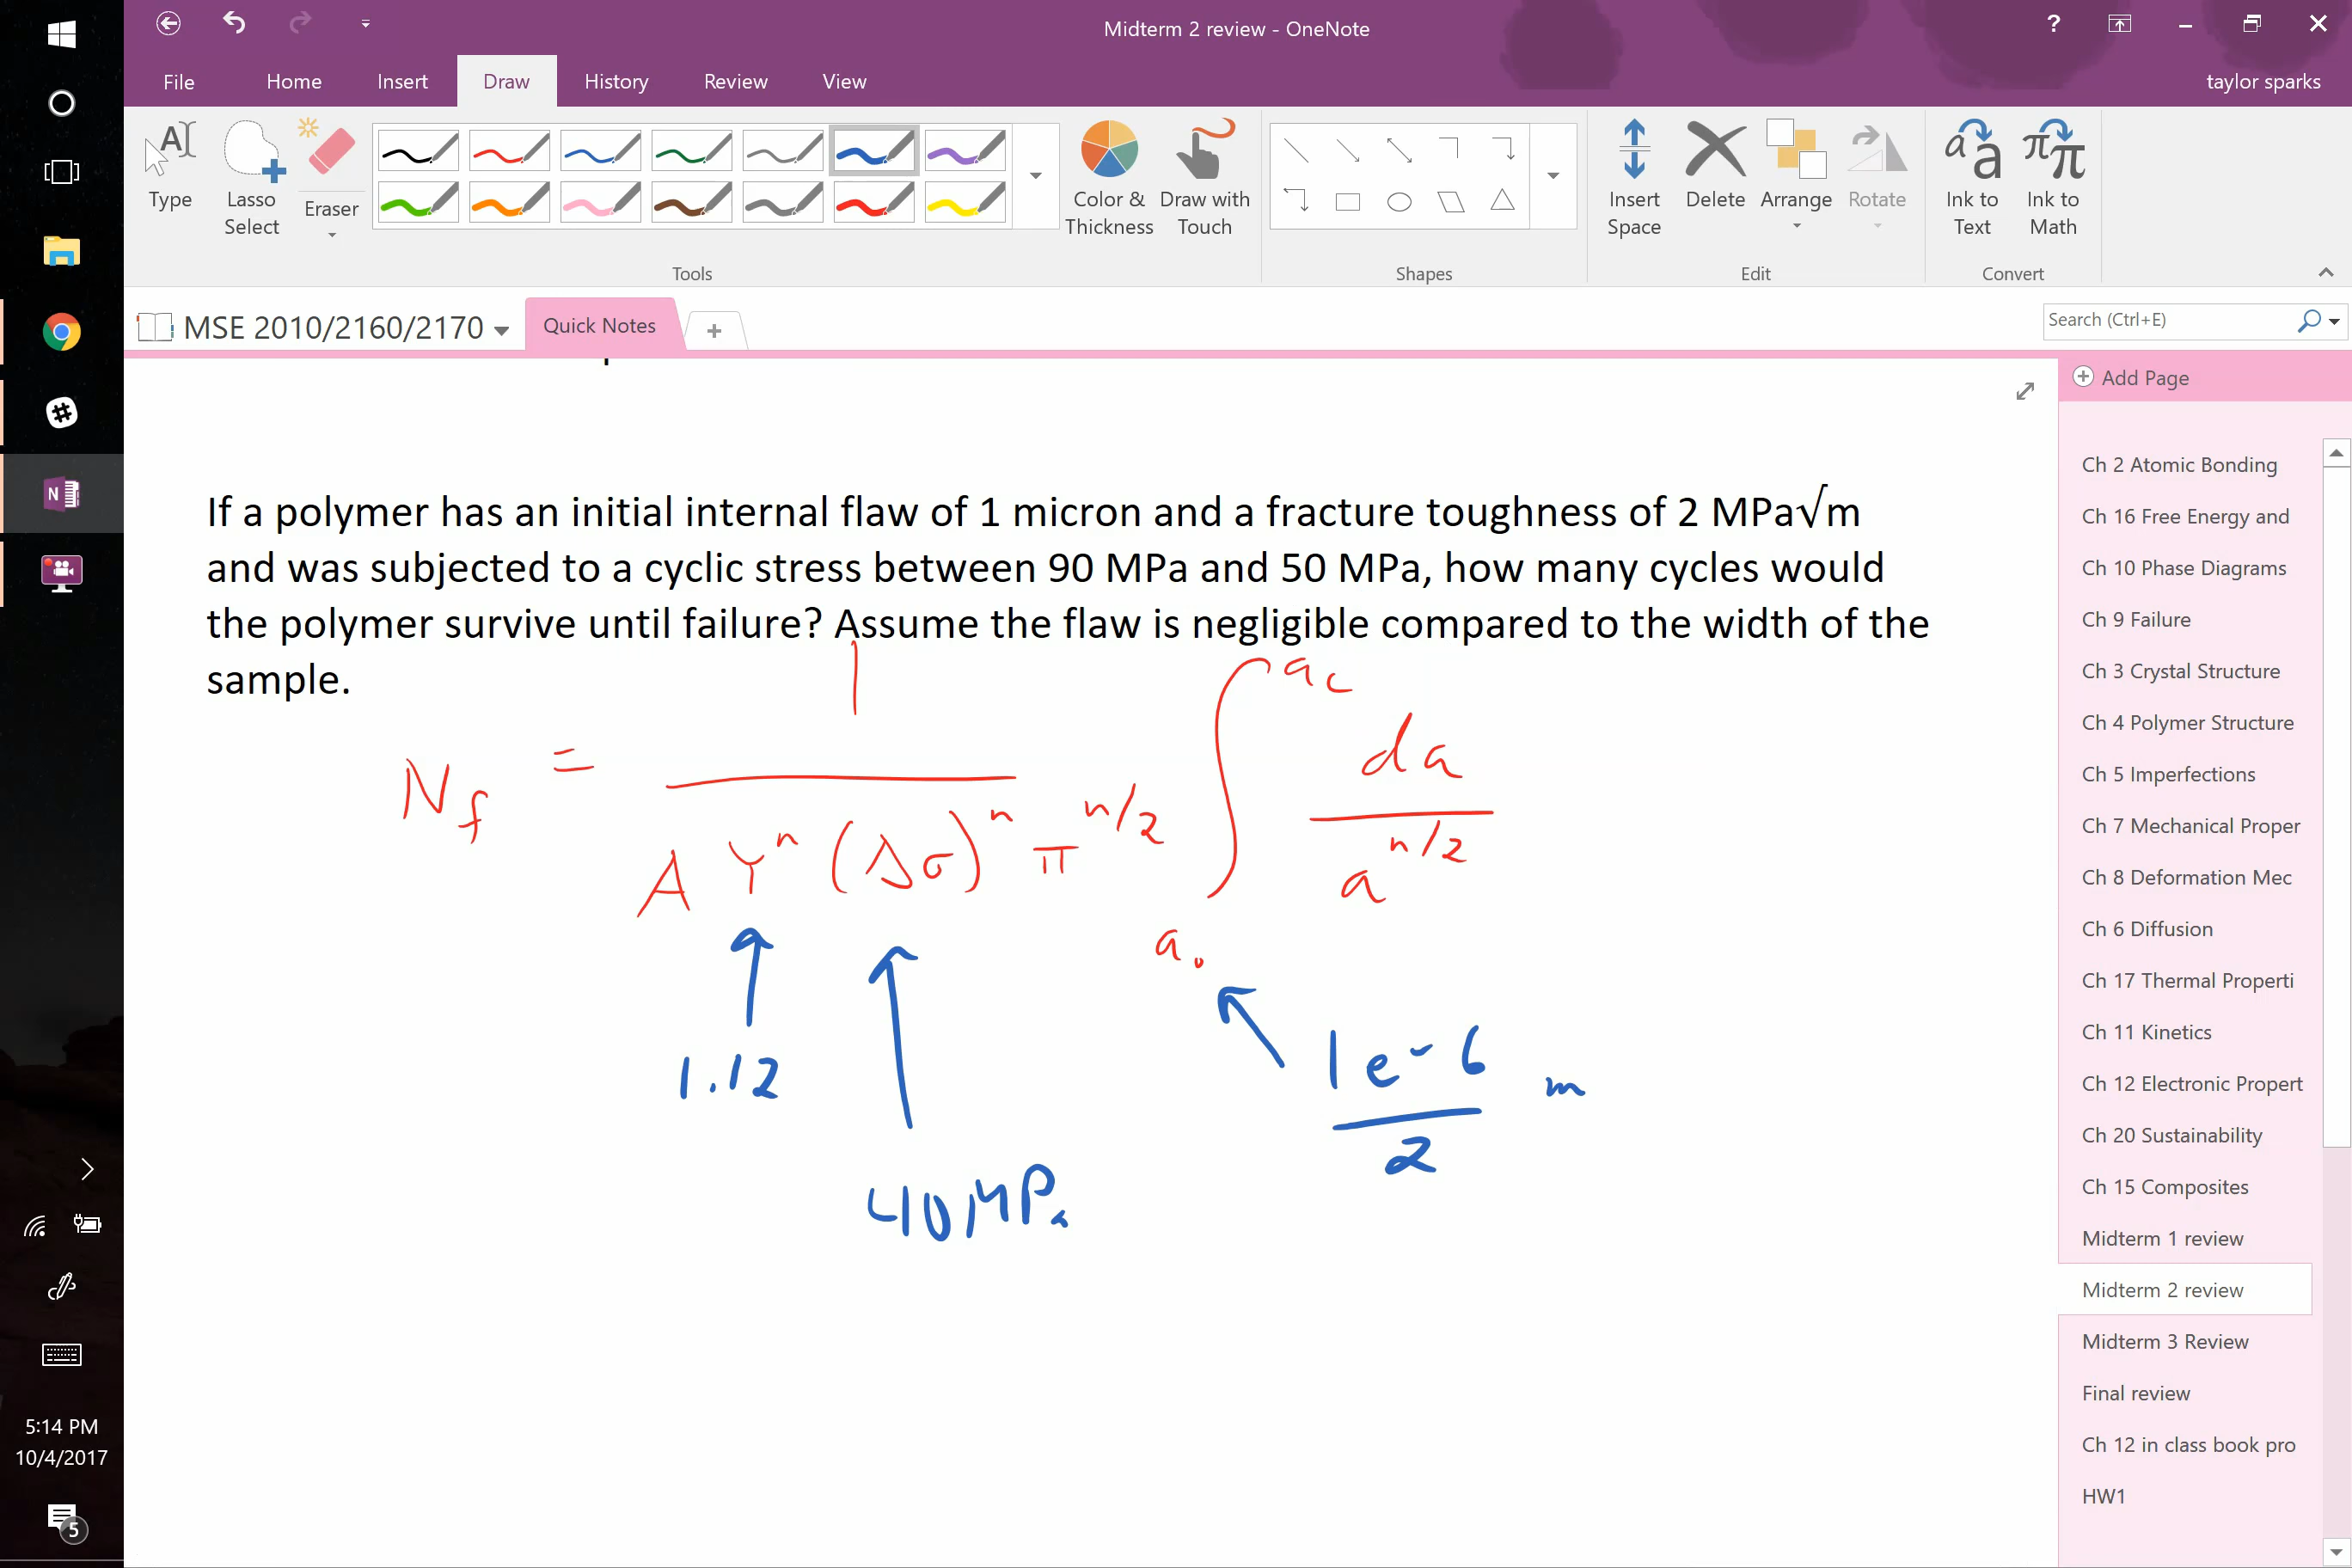 Midterm 2 review - OneNote
?
File Home Insert Draw History Review View
taylor sparks
Type
Lasso Select
Eraser
Color & Thickness
Draw with Touch
Insert Space
Delete
Arrange
Rotate
Ink to Text
Ink to Math
Tools
Shapes
Edit
Convert
MSE 2010/2160/2170
Quick Notes
+
Search (Ctrl+E)
Add Page
If a polymer has an initial internal flaw of 1 micron and a fracture toughness of 2 MPa√m
and was subjected to a cyclic stress between 90 MPa and 50 MPa, how many cycles would
the polymer survive until failure? Assume the flaw is negligible compared to the width of the
sample.
N_f = 1 / (A Y^n (Δσ)^n π^(n/2)) ∫_(a_0)^(a_c) da / a^(n/2)
1.12
40 MPa
1e-6 / 2 m
Ch 2 Atomic Bonding
Ch 16 Free Energy and
Ch 10 Phase Diagrams
Ch 9 Failure
Ch 3 Crystal Structure
Ch 4 Polymer Structure
Ch 5 Imperfections
Ch 7 Mechanical Proper
Ch 8 Deformation Mec
Ch 6 Diffusion
Ch 17 Thermal Properti
Ch 11 Kinetics
Ch 12 Electronic Propert
Ch 20 Sustainability
Ch 15 Composites
Midterm 1 review
Midterm 2 review
Midterm 3 Review
Final review
Ch 12 in class book pro
HW1
5:14 PM
10/4/2017
5